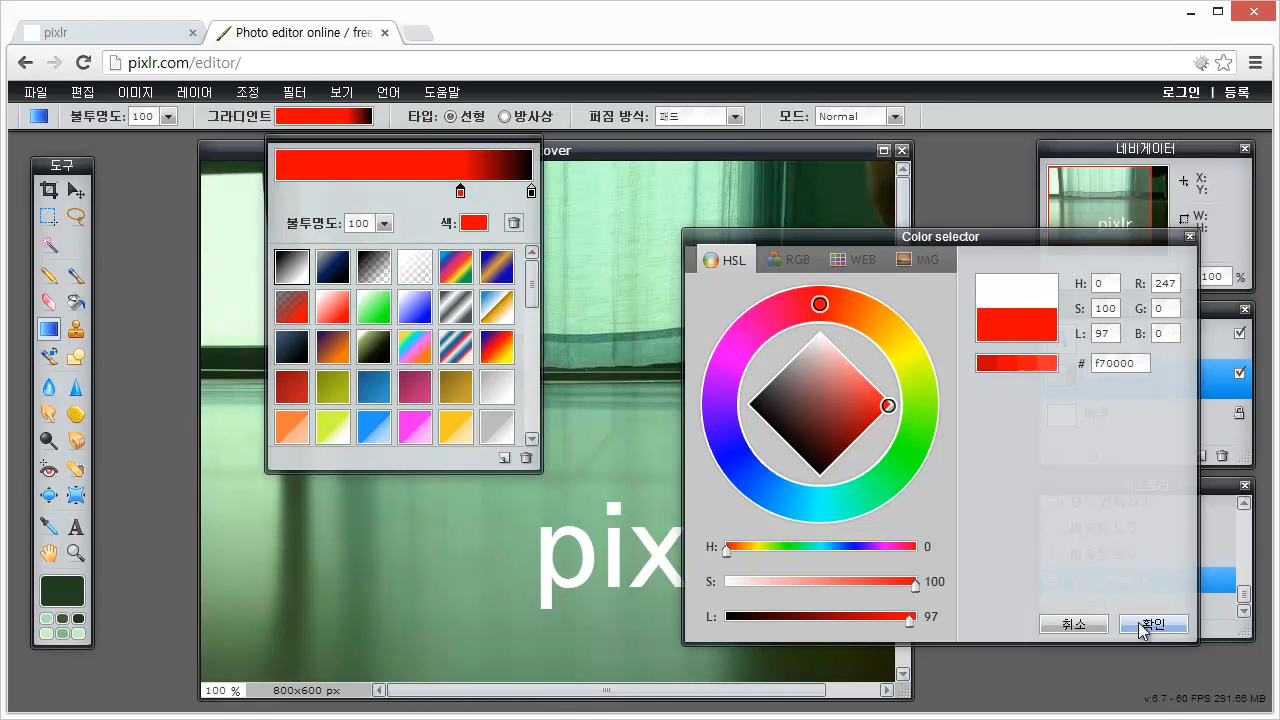 pixlr
Photo editor online / free
pixlr.com/editor/
파일 편집 이미지 레이어 조정 필터 보기 언어 도움말
로그인 | 등록
불투명도: 100 그라디언트 타입: 선형 방사상 퍼짐 방식: 패드 모드: Normal
도구
over
네비게이터
X:
Y:
W:
H:
100 %
pixlr
불투명도: 100 색:
Color selector
HSL RGB WEB IMG
H: 0 R: 247
S: 100 G: 0
L: 97 B: 0
# f70000
H: 0
S: 100
L: 97
취소 확인
pix
100 % 800x600 px
v:6.7 - 60 FPS 291.66 MB